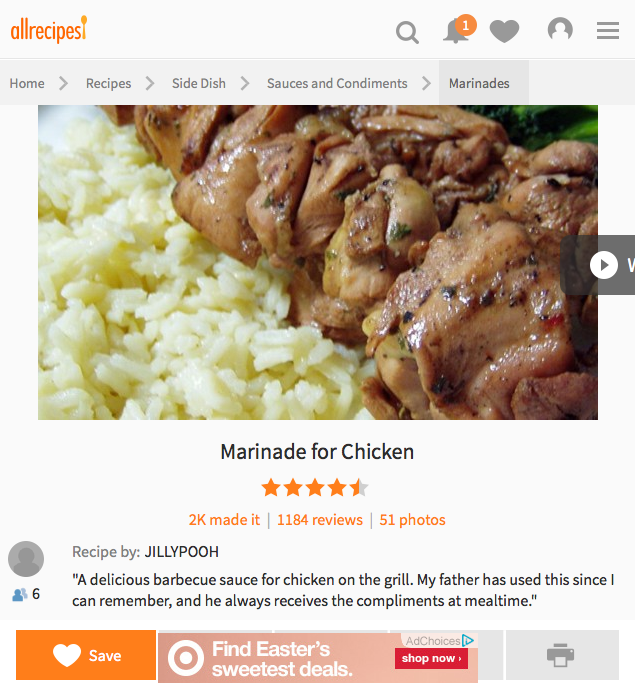 allrecipes
1
Home
Recipes
Side Dish
Sauces and Condiments
Marinades
W
Marinade for Chicken
2K made it | 1184 reviews | 51 photos
Recipe by: JILLYPOOH
6
"A delicious barbecue sauce for chicken on the grill. My father has used this since I
can remember, and he always receives the compliments at mealtime."
Save
Find Easter's
sweetest deals.
AdChoices
shop now ›